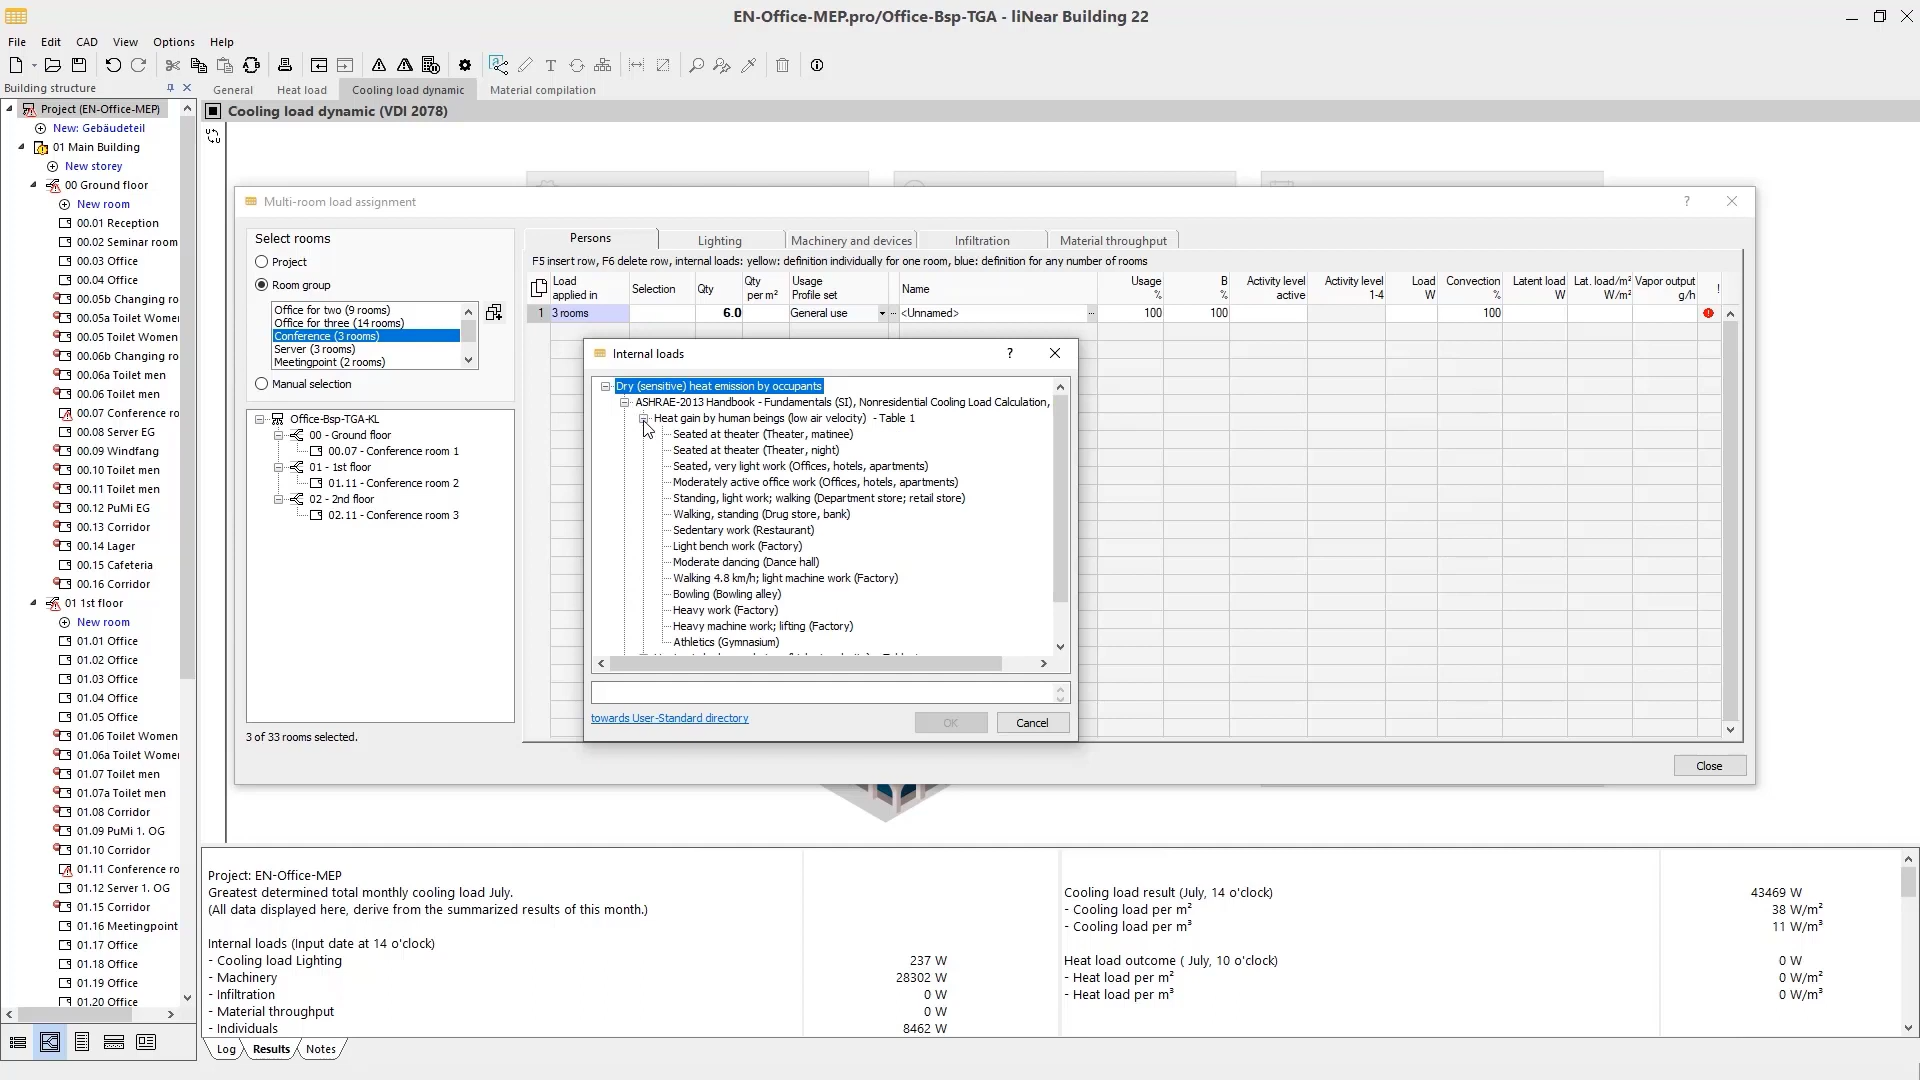 EN-Office-MEP.pro/Office-Bsp-TGA - liNear Building 22
File Edit CAD View Options Help
Building structure
General Heat load Cooling load dynamic Material compilation
Project (EN-Office-MEP)
New: Gebäudeteil
01 Main Building
New storey
00 Ground floor
New room
00.01 Reception
00.02 Seminar room
00.03 Office
00.04 Office
00.05b Changing ro
00.05a Toilet Women
00.05 Toilet Women
00.06b Changing ro
00.06a Toilet men
00.06 Toilet men
00.07 Conference ro
00.08 Server EG
00.09 Windfang
00.10 Toilet men
00.11 Toilet men
00.12 PuMi EG
00.13 Corridor
00.14 Lager
00.15 Cafeteria
00.16 Corridor
01 1st floor
New room
01.01 Office
01.02 Office
01.03 Office
01.04 Office
01.05 Office
01.06 Toilet Women
01.06a Toilet Women
01.07 Toilet men
01.07a Toilet men
01.08 Corridor
01.09 PuMi 1. OG
01.10 Corridor
01.11 Conference ro
01.12 Server 1. OG
01.15 Corridor
01.16 Meetingpoint
01.17 Office
01.18 Office
01.19 Office
01.20 Office
Cooling load dynamic (VDI 2078)
Multi-room load assignment
Select rooms
Project
Room group
Office for two (9 rooms)
Office for three (14 rooms)
Conference (3 rooms)
Server (3 rooms)
Meetingpoint (2 rooms)
Manual selection
Office-Bsp-TGA-KL
00 - Ground floor
00.07 - Conference room 1
01 - 1st floor
01.11 - Conference room 2
02 - 2nd floor
02.11 - Conference room 3
3 of 33 rooms selected.
Persons Lighting Machinery and devices Infiltration Material throughput
F5 insert row, F6 delete row, internal loads: yellow: definition individually for one room, blue: definition for any number of rooms
Load applied in Selection Qty Qty per m² Usage Profile set Name Usage % B % Activity level active Activity level 1-4 Load W Convection % Latent load W Lat. load/m² W/m² Vapor output g/h !
1 3 rooms 6.0 General use ... <Unnamed> ... 100 100 100
Internal loads
Dry (sensitive) heat emission by occupants
ASHRAE-2013 Handbook - Fundamentals (SI), Nonresidential Cooling Load Calculation,
Heat gain by human beings (low air velocity) - Table 1
Seated at theater (Theater, matinee)
Seated at theater (Theater, night)
Seated, very light work (Offices, hotels, apartments)
Moderately active office work (Offices, hotels, apartments)
Standing, light work; walking (Department store; retail store)
Walking, standing (Drug store, bank)
Sedentary work (Restaurant)
Light bench work (Factory)
Moderate dancing (Dance hall)
Walking 4.8 km/h; light machine work (Factory)
Bowling (Bowling alley)
Heavy work (Factory)
Heavy machine work; lifting (Factory)
Athletics (Gymnasium)
towards User-Standard directory
OK
Cancel
Close
Project: EN-Office-MEP
Greatest determined total monthly cooling load July.
(All data displayed here, derive from the summarized results of this month.)
Internal loads (Input date at 14 o'clock)
- Cooling load Lighting 237 W
- Machinery 28302 W
- Infiltration 0 W
- Material throughput 0 W
- Individuals 8462 W
Cooling load result (July, 14 o'clock) 43469 W
- Cooling load per m² 38 W/m²
- Cooling load per m³ 11 W/m³
Heat load outcome ( July, 10 o'clock) 0 W
- Heat load per m² 0 W/m²
- Heat load per m³ 0 W/m³
Log Results Notes